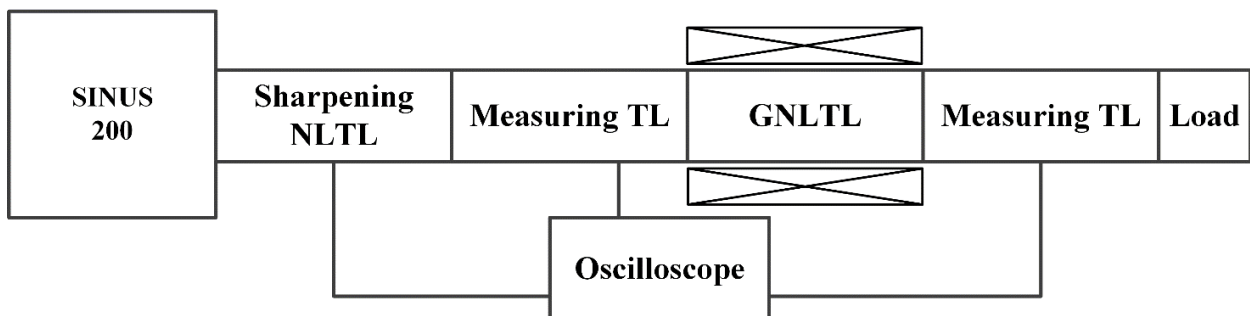 SINUS
200
Sharpening
NLTL
Measuring TL
GNLTL
Measuring TL
Load
Oscilloscope